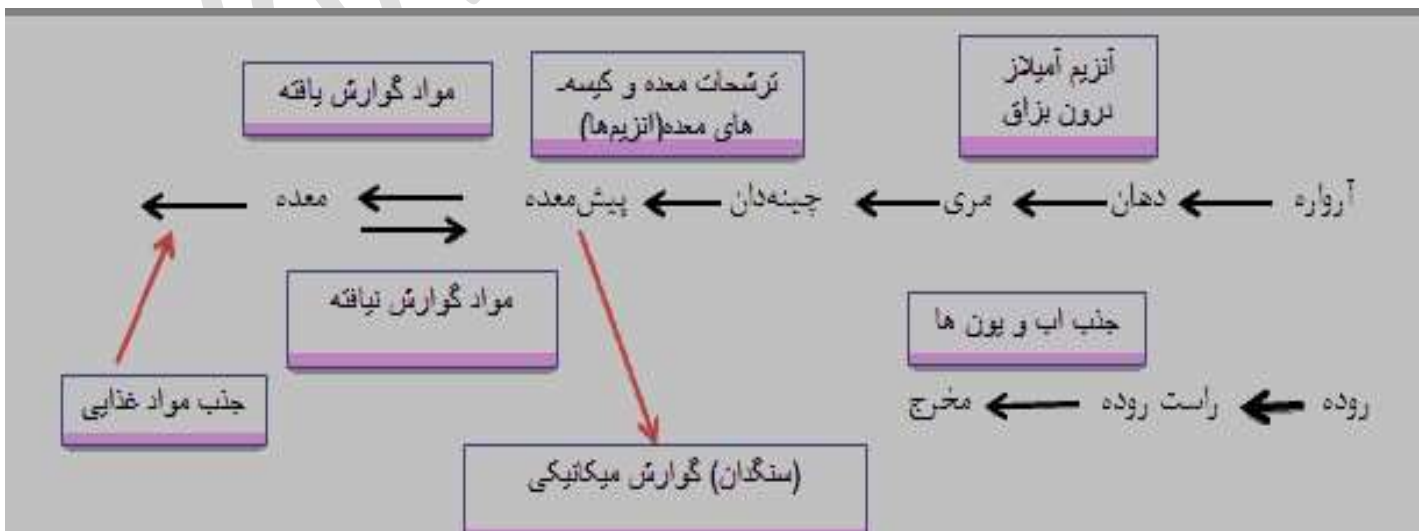 آنزیم آمیلاز
درون بزاق
ترشحات معده و کیسه‌
های معده(انزیم‌ها)
مواد گوارش یافته
آرواره ← دهان ← مری ← چینه‌دان ← پیش‌معده ← معده ←
مواد گوارش نیافته
جذب اب و یون ها
جذب مواد غذایی
روده ← راست روده ← مخرج
(سنگدان) گوارش میکانیکی